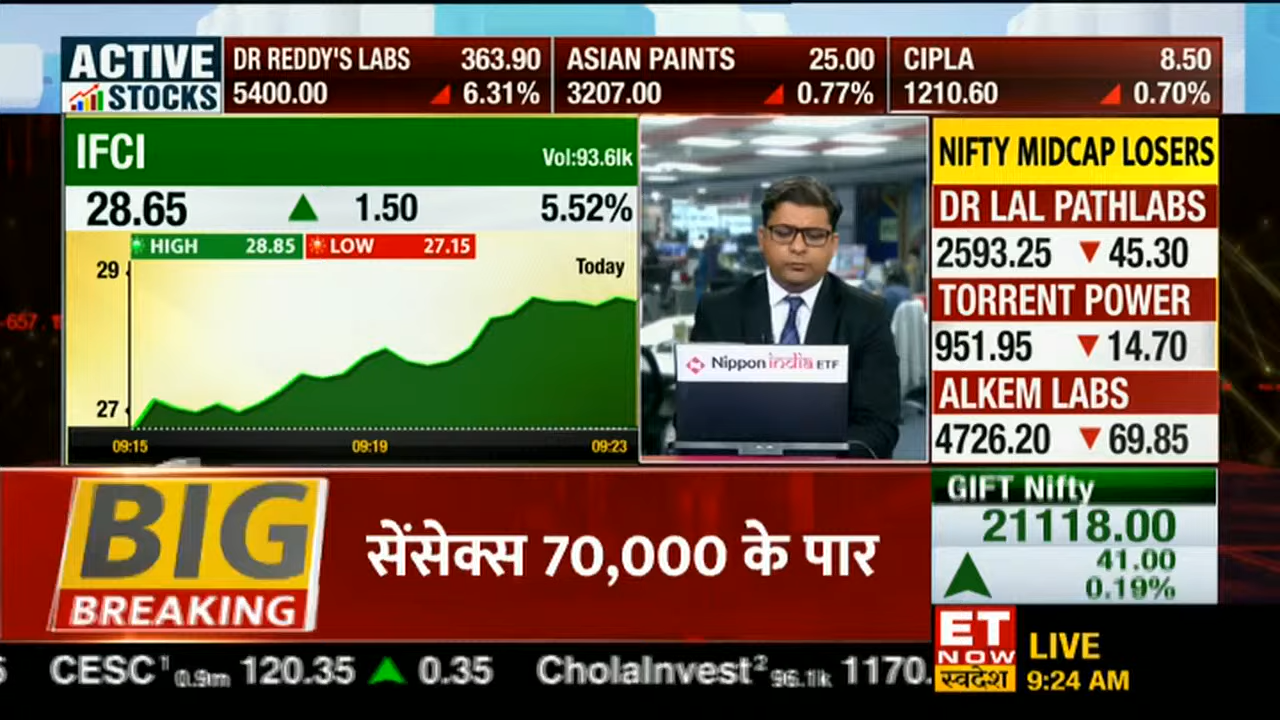 ACTIVE
STOCKS
DR REDDY'S LABS 363.90
5400.00 6.31%
ASIAN PAINTS 25.00
3207.00 0.77%
CIPLA 8.50
1210.60 0.70%
IFCI Vol:93.6lk
28.65 1.50 5.52%
HIGH 28.85 LOW 27.15
Today
29
27
09:15 09:19 09:23
Nippon india ETF
NIFTY MIDCAP LOSERS
DR LAL PATHLABS
2593.25 45.30
TORRENT POWER
951.95 14.70
ALKEM LABS
4726.20 69.85
GIFT Nifty
21118.00
41.00
0.19%
-657.1
BIG
BREAKING
सेंसेक्स 70,000 के पार
CESC¹ 0.9m 120.35 0.35 CholaInvest² 96.1k 1170.
ET
NOW
स्वदेश
LIVE
9:24 AM